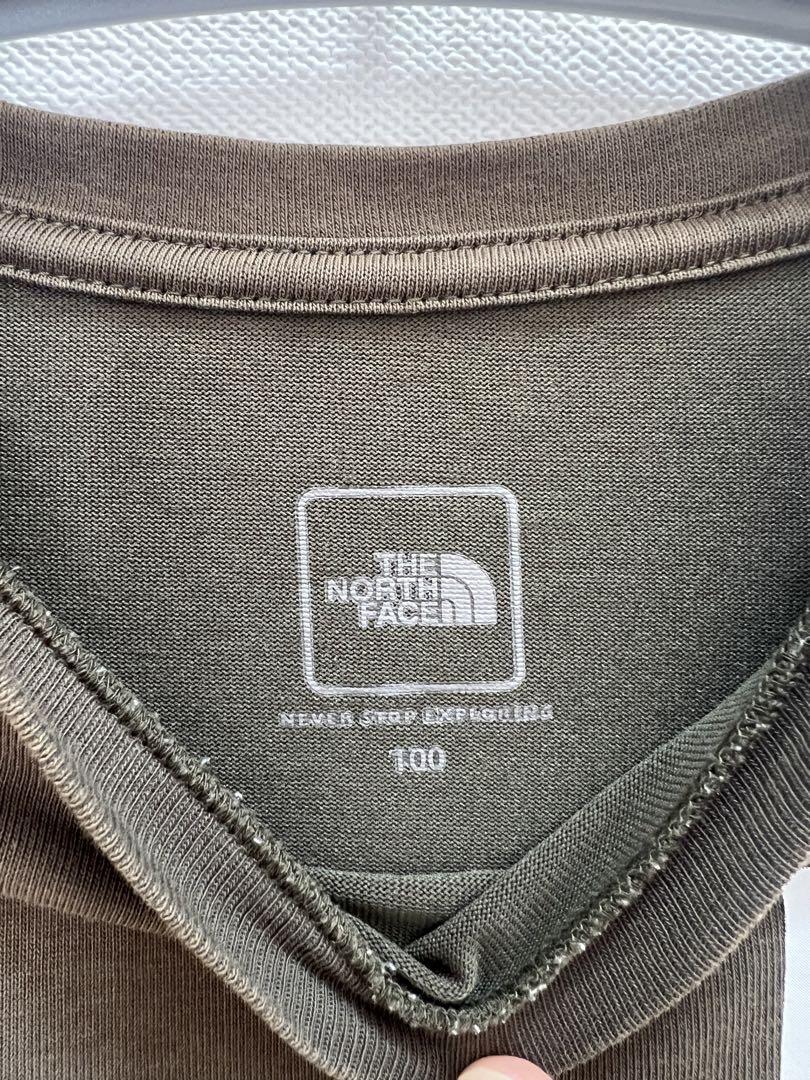 THE
NORTH
FACE
NEVER STOP EXPLORING
100